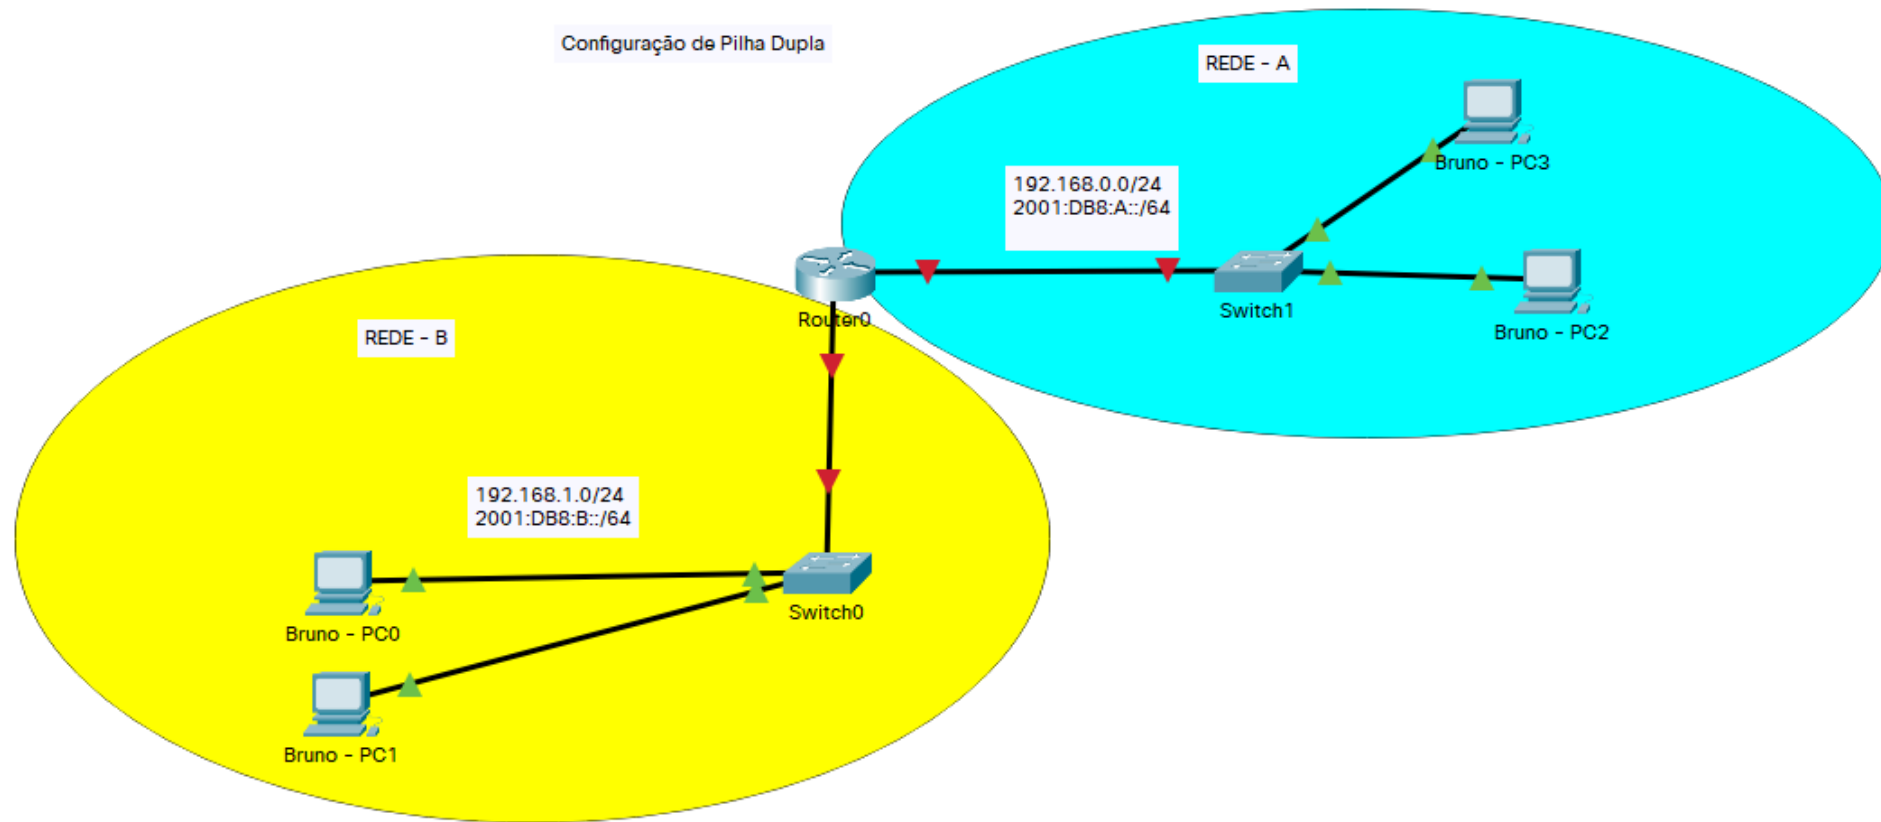 Configuração de Pilha Dupla
REDE - A
Bruno - PC3
192.168.0.0/24
2001:DB8:A::/64
Switch1
Bruno - PC2
Router0
REDE - B
192.168.1.0/24
2001:DB8:B::/64
Switch0
Bruno - PC0
Bruno - PC1